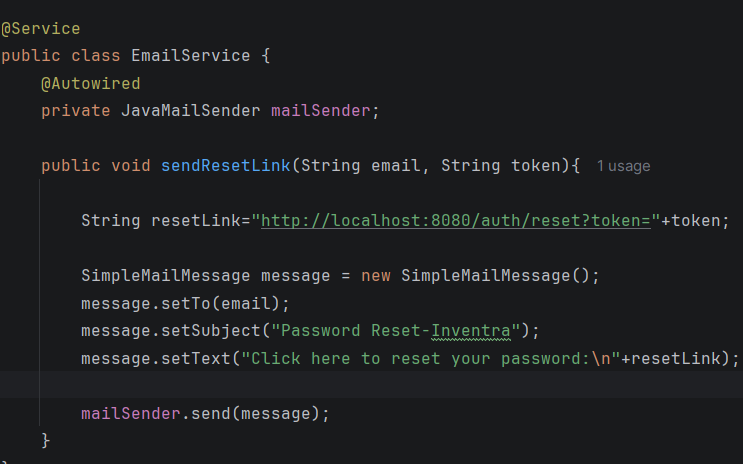 @Service
public class EmailService {
@Autowired
private JavaMailSender mailSender;
public void sendResetLink(String email, String token){ 1 usage
String resetLink="http://localhost:8080/auth/reset?token="+token;
SimpleMailMessage message = new SimpleMailMessage();
message.setTo(email);
message.setSubject("Password Reset-Inventra");
message.setText("Click here to reset your password:\n"+resetLink);
mailSender.send(message);
}
}